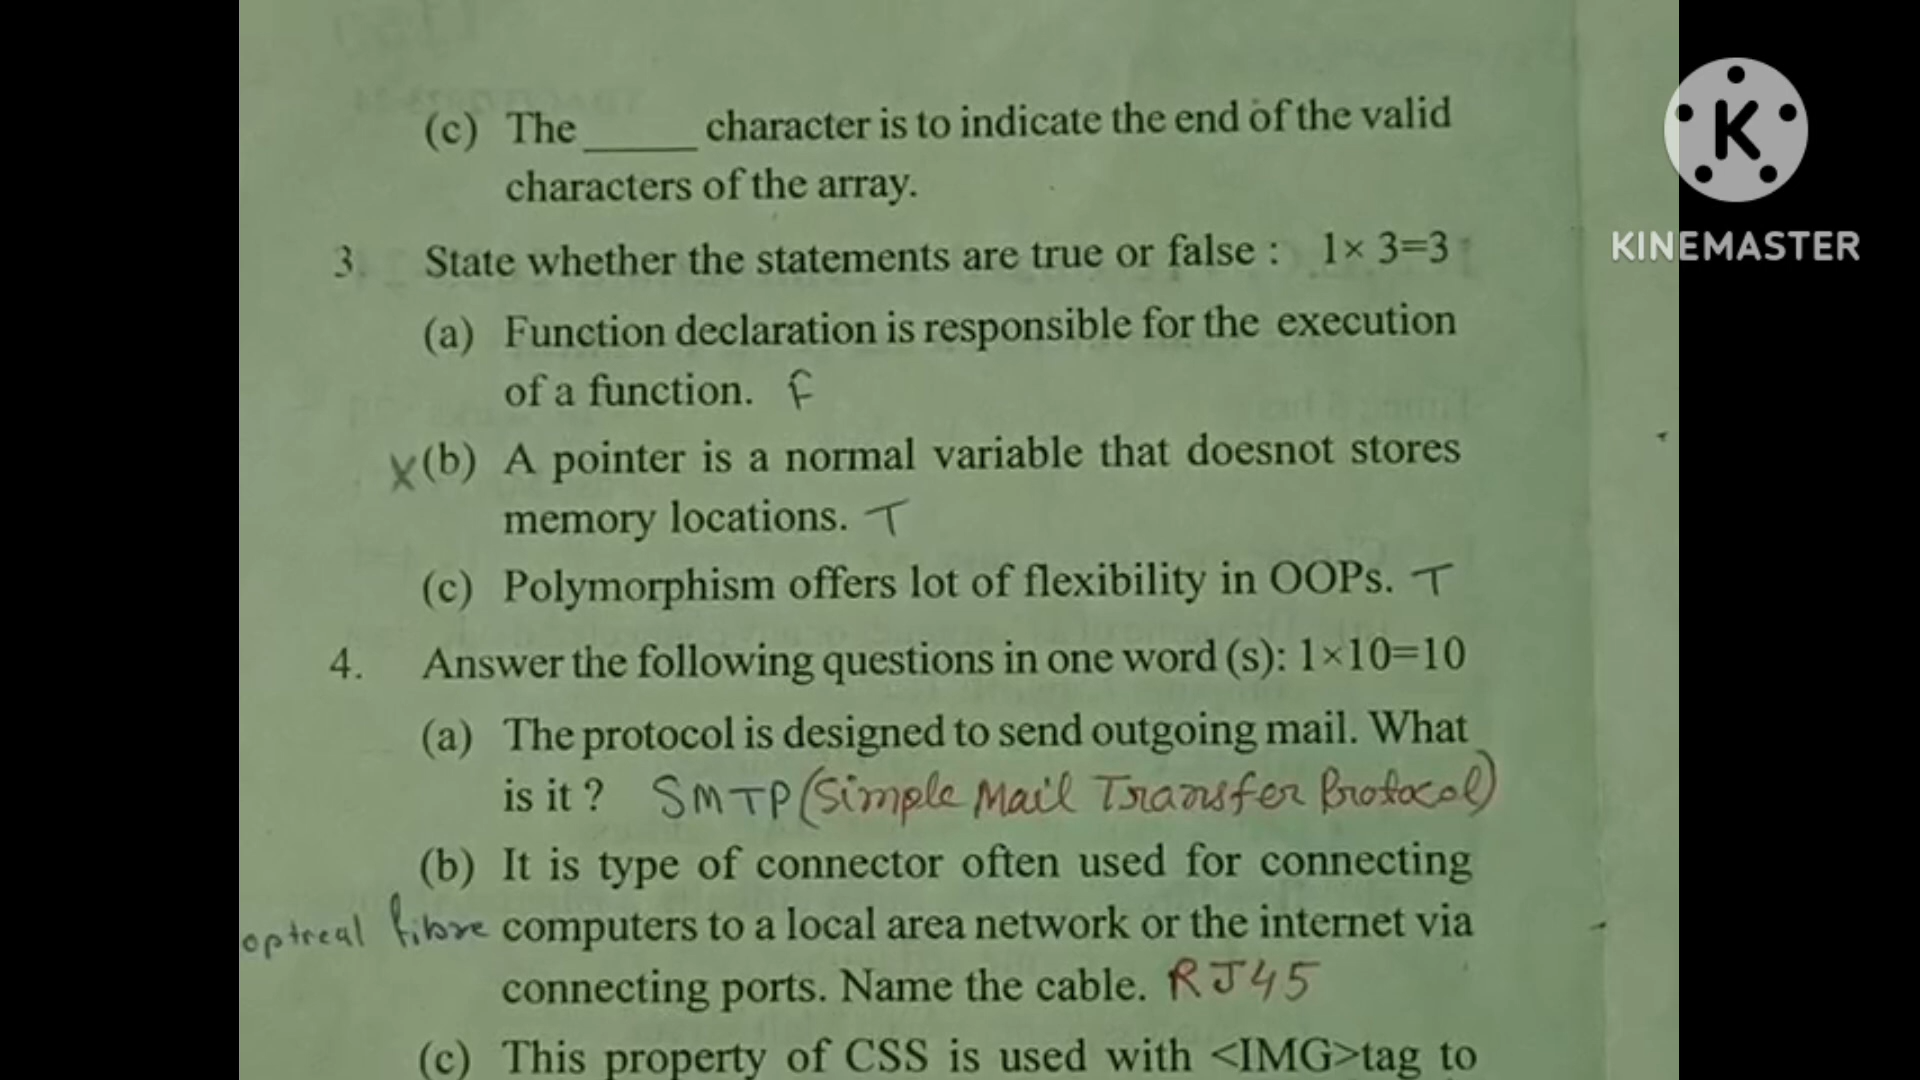 (c) The _____ character is to indicate the end of the valid
characters of the array.
3. State whether the statements are true or false : 1× 3=3
(a) Function declaration is responsible for the execution
of a function. F
X (b) A pointer is a normal variable that doesnot stores
memory locations. T
(c) Polymorphism offers lot of flexibility in OOPs. T
4. Answer the following questions in one word (s): 1×10=10
(a) The protocol is designed to send outgoing mail. What
is it ? SMTP (Simple Mail Transfer Protocol)
(b) It is type of connector often used for connecting
optical fibre computers to a local area network or the internet via
connecting ports. Name the cable. RJ45
(c) This property of CSS is used with <IMG>tag to
K
KINEMASTER